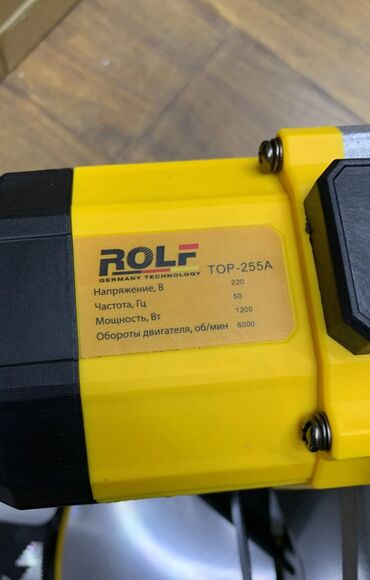 ROLF
GERMANY TECHNOLOGY
TOP-255A
Напряжение, В 220
Частота, Гц 50
Мощность, Вт 1200
Обороты двигателя, об/мин 6000